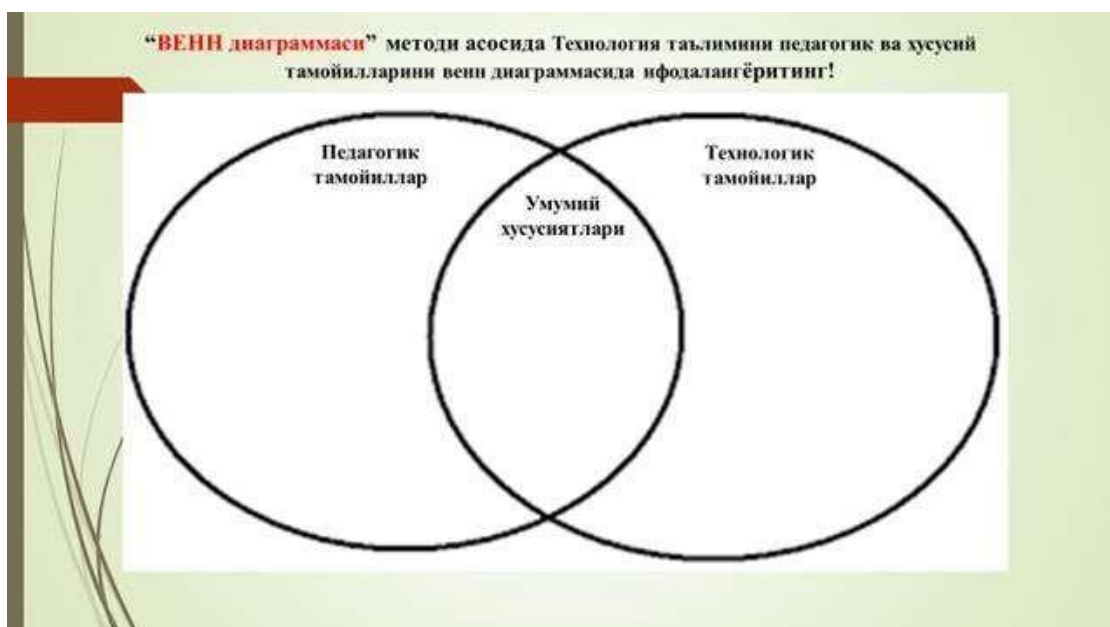 “ВЕНН диаграммаси” методи асосида Технология таълимини педагогик ва хусусий
тамойилларини венн диаграммасида ифодалангёритинг!
Педагогик
тамойиллар
Технологик
тамойиллар
Умумий
хусусиятлари